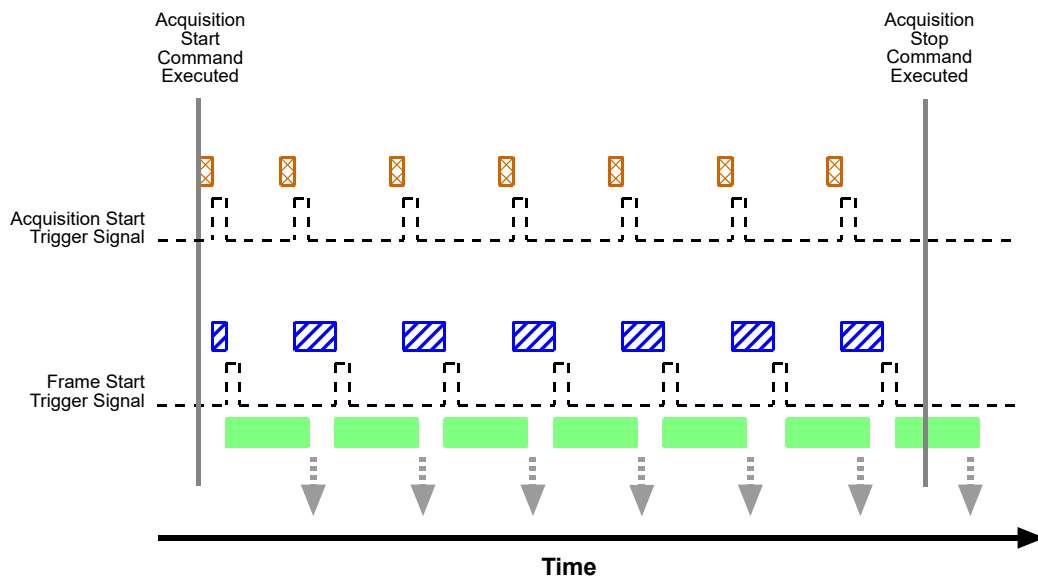 Acquisition
Start
Command
Executed
Acquisition
Stop
Command
Executed
Acquisition Start
Trigger Signal
Frame Start
Trigger Signal
Time